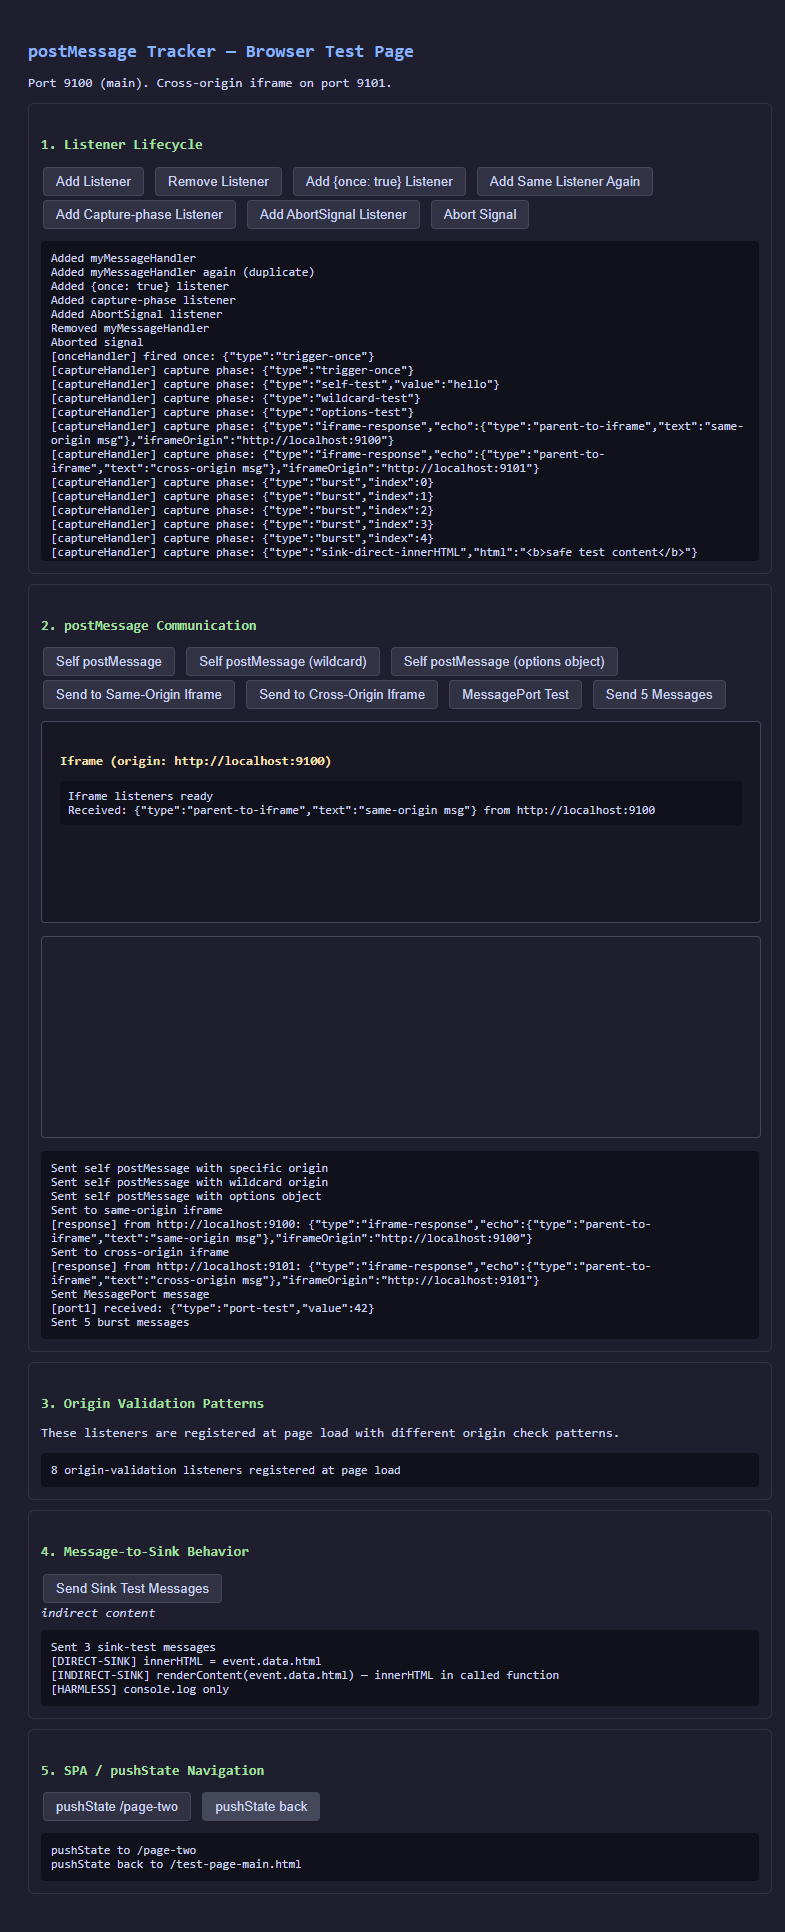 postMessage Tracker — Browser Test Page
Port 9100 (main). Cross-origin iframe on port 9101.
1. Listener Lifecycle
Add Listener
Remove Listener
Add {once: true} Listener
Add Same Listener Again
Add Capture-phase Listener
Add AbortSignal Listener
Abort Signal
Added myMessageHandler
Added myMessageHandler again (duplicate)
Added {once: true} listener
Added capture-phase listener
Added AbortSignal listener
Removed myMessageHandler
Aborted signal
[onceHandler] fired once: {"type":"trigger-once"}
[captureHandler] capture phase: {"type":"trigger-once"}
[captureHandler] capture phase: {"type":"self-test","value":"hello"}
[captureHandler] capture phase: {"type":"wildcard-test"}
[captureHandler] capture phase: {"type":"options-test"}
[captureHandler] capture phase: {"type":"iframe-response","echo":{"type":"parent-to-iframe","text":"same-
origin msg"},"iframeOrigin":"http://localhost:9100"}
[captureHandler] capture phase: {"type":"iframe-response","echo":{"type":"parent-to-
iframe","text":"cross-origin msg"},"iframeOrigin":"http://localhost:9101"}
[captureHandler] capture phase: {"type":"burst","index":0}
[captureHandler] capture phase: {"type":"burst","index":1}
[captureHandler] capture phase: {"type":"burst","index":2}
[captureHandler] capture phase: {"type":"burst","index":3}
[captureHandler] capture phase: {"type":"burst","index":4}
[captureHandler] capture phase: {"type":"sink-direct-innerHTML","html":"<b>safe test content</b>"}
2. postMessage Communication
Self postMessage
Self postMessage (wildcard)
Self postMessage (options object)
Send to Same-Origin Iframe
Send to Cross-Origin Iframe
MessagePort Test
Send 5 Messages
Iframe (origin: http://localhost:9100)
Iframe listeners ready
Received: {"type":"parent-to-iframe","text":"same-origin msg"} from http://localhost:9100
Sent self postMessage with specific origin
Sent self postMessage with wildcard origin
Sent self postMessage with options object
Sent to same-origin iframe
[response] from http://localhost:9100: {"type":"iframe-response","echo":{"type":"parent-to-
iframe","text":"same-origin msg"},"iframeOrigin":"http://localhost:9100"}
Sent to cross-origin iframe
[response] from http://localhost:9101: {"type":"iframe-response","echo":{"type":"parent-to-
iframe","text":"cross-origin msg"},"iframeOrigin":"http://localhost:9101"}
Sent MessagePort message
[port1] received: {"type":"port-test","value":42}
Sent 5 burst messages
3. Origin Validation Patterns
These listeners are registered at page load with different origin check patterns.
8 origin-validation listeners registered at page load
4. Message-to-Sink Behavior
Send Sink Test Messages
indirect content
Sent 3 sink-test messages
[DIRECT-SINK] innerHTML = event.data.html
[INDIRECT-SINK] renderContent(event.data.html) — innerHTML in called function
[HARMLESS] console.log only
5. SPA / pushState Navigation
pushState /page-two
pushState back
pushState to /page-two
pushState back to /test-page-main.html